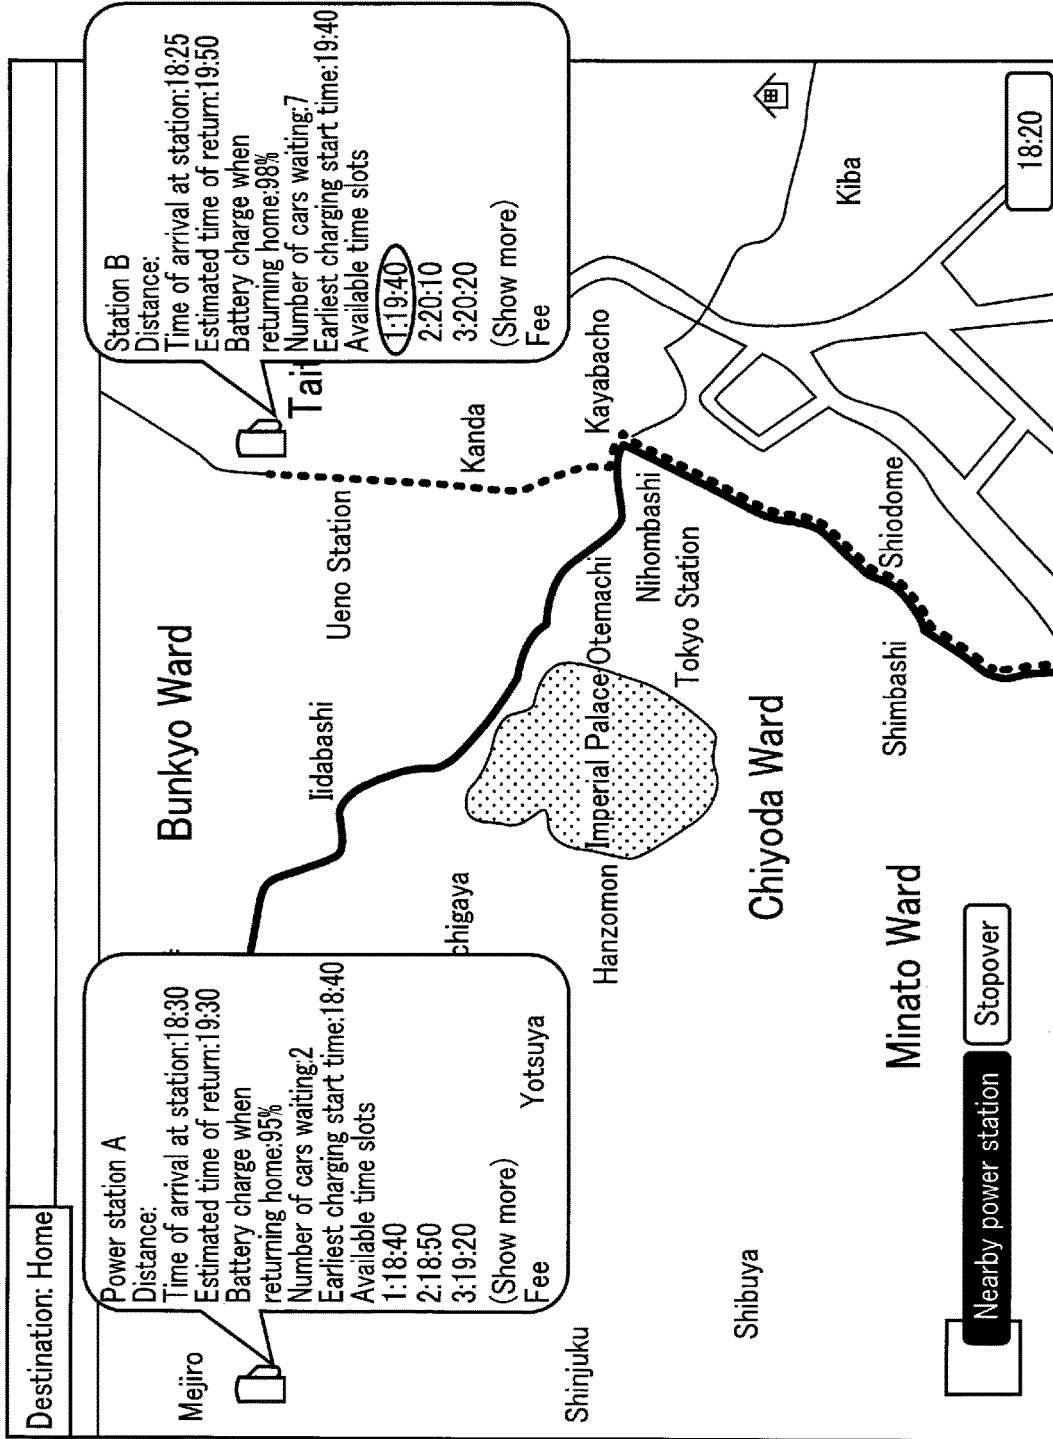 Destination: Home
Mejiro
Power station A
Distance:
Time of arrival at station:18:30
Estimated time of return:19:30
Battery charge when
returning home:95%
Number of cars waiting:2
Earliest charging start time:18:40
Available time slots
1:18:40
2:18:50
3:19:20
(Show more)
Fee
Yotsuya
Bunkyo Ward
Iidabashi
Ueno Station
Station B
Distance:
Time of arrival at station:18:25
Estimated time of return:19:50
Battery charge when
returning home:98%
Number of cars waiting:7
Earliest charging start time:19:40
Available time slots
1:19:40
2:20:10
3:20:20
(Show more)
Fee
Tait
Kanda
chigaya
Shinjuku
Hanzomon
Imperial Palace
Otemachi
Kayabacho
Nihombashi
Tokyo Station
Shibuya
Chiyoda Ward
Kiba
Minato Ward
Shimbashi
Shiodome
Nearby power station
Stopover
18:20